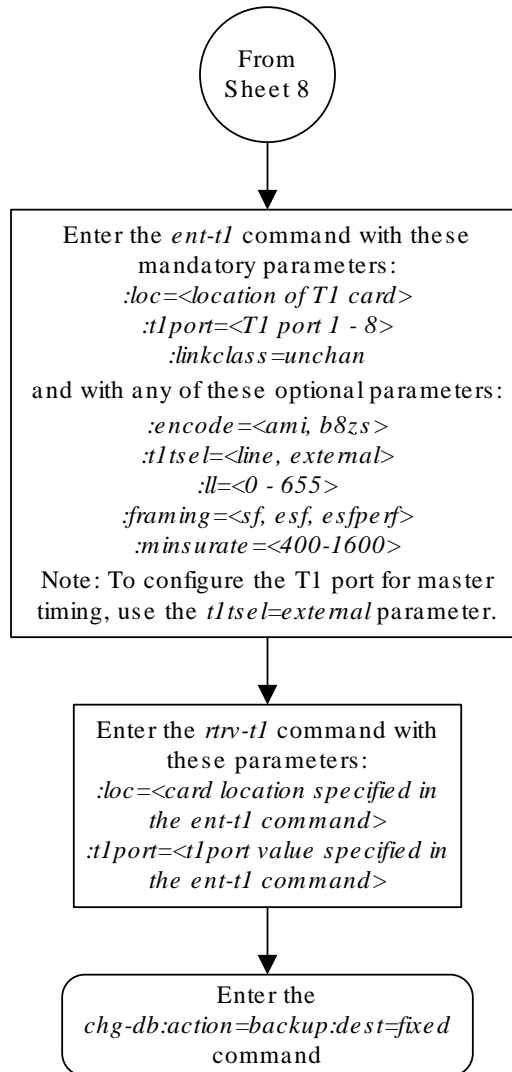 From
Sheet 8
Enter the ent-t1 command with these
mandatory parameters:
:loc=<location of T1 card>
:t1port=<T1 port 1 - 8>
:linkclass=unchan
and with any of these optional parameters:
:encode=<ami, b8zs>
:t1tsel=<line, external>
:ll=<0 - 655>
:framing=<sf, esf, esfperf>
:minsurate=<400-1600>
Note: To configure the T1 port for master
timing, use the t1tsel=external parameter.
Enter the rtrv-t1 command with
these parameters:
:loc=<card location specified in
the ent-t1 command>
:t1port=<t1port value specified in
the ent-t1 command>
Enter the
chg-db:action=backup:dest=fixed
command